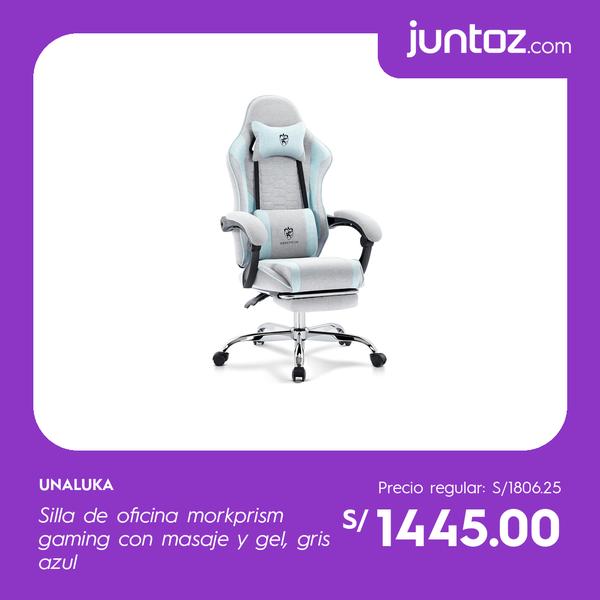 juntoz.com
UNALUKA
Silla de oficina morkprism
gaming con masaje y gel, gris
azul
Precio regular: S/1806.25
S/1445.00